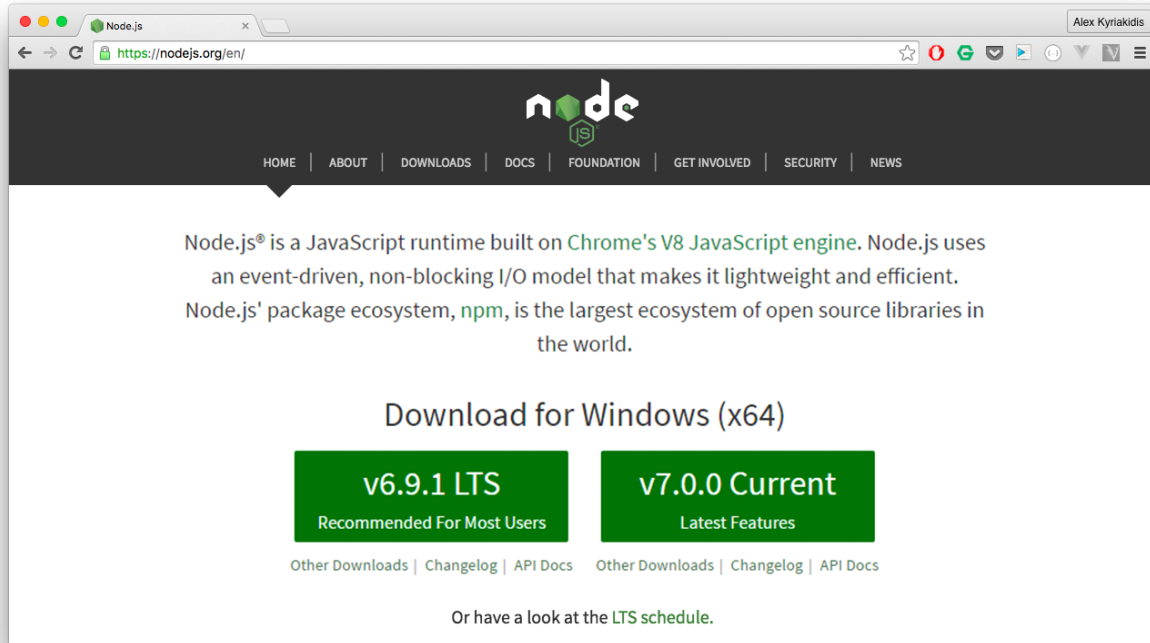 Node.js
Alex Kyriakidis
https://nodejs.org/en/
node
JS
HOME | ABOUT | DOWNLOADS | DOCS | FOUNDATION | GET INVOLVED | SECURITY | NEWS
Node.js® is a JavaScript runtime built on Chrome's V8 JavaScript engine. Node.js uses
an event-driven, non-blocking I/O model that makes it lightweight and efficient.
Node.js' package ecosystem, npm, is the largest ecosystem of open source libraries in
the world.
Download for Windows (x64)
v6.9.1 LTS
Recommended For Most Users
v7.0.0 Current
Latest Features
Other Downloads | Changelog | API Docs
Other Downloads | Changelog | API Docs
Or have a look at the LTS schedule.